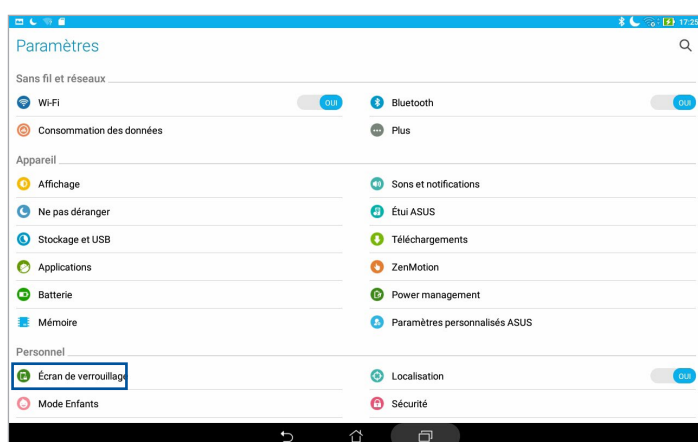 17:25
Paramètres
Sans fil et réseaux
Wi-Fi OUI Bluetooth OUI
Consommation des données Plus
Appareil
Affichage Sons et notifications
Ne pas déranger Étui ASUS
Stockage et USB Téléchargements
Applications ZenMotion
Batterie Power management
Mémoire Paramètres personnalisés ASUS
Personnel
Écran de verrouillage Localisation OUI
Mode Enfants Sécurité